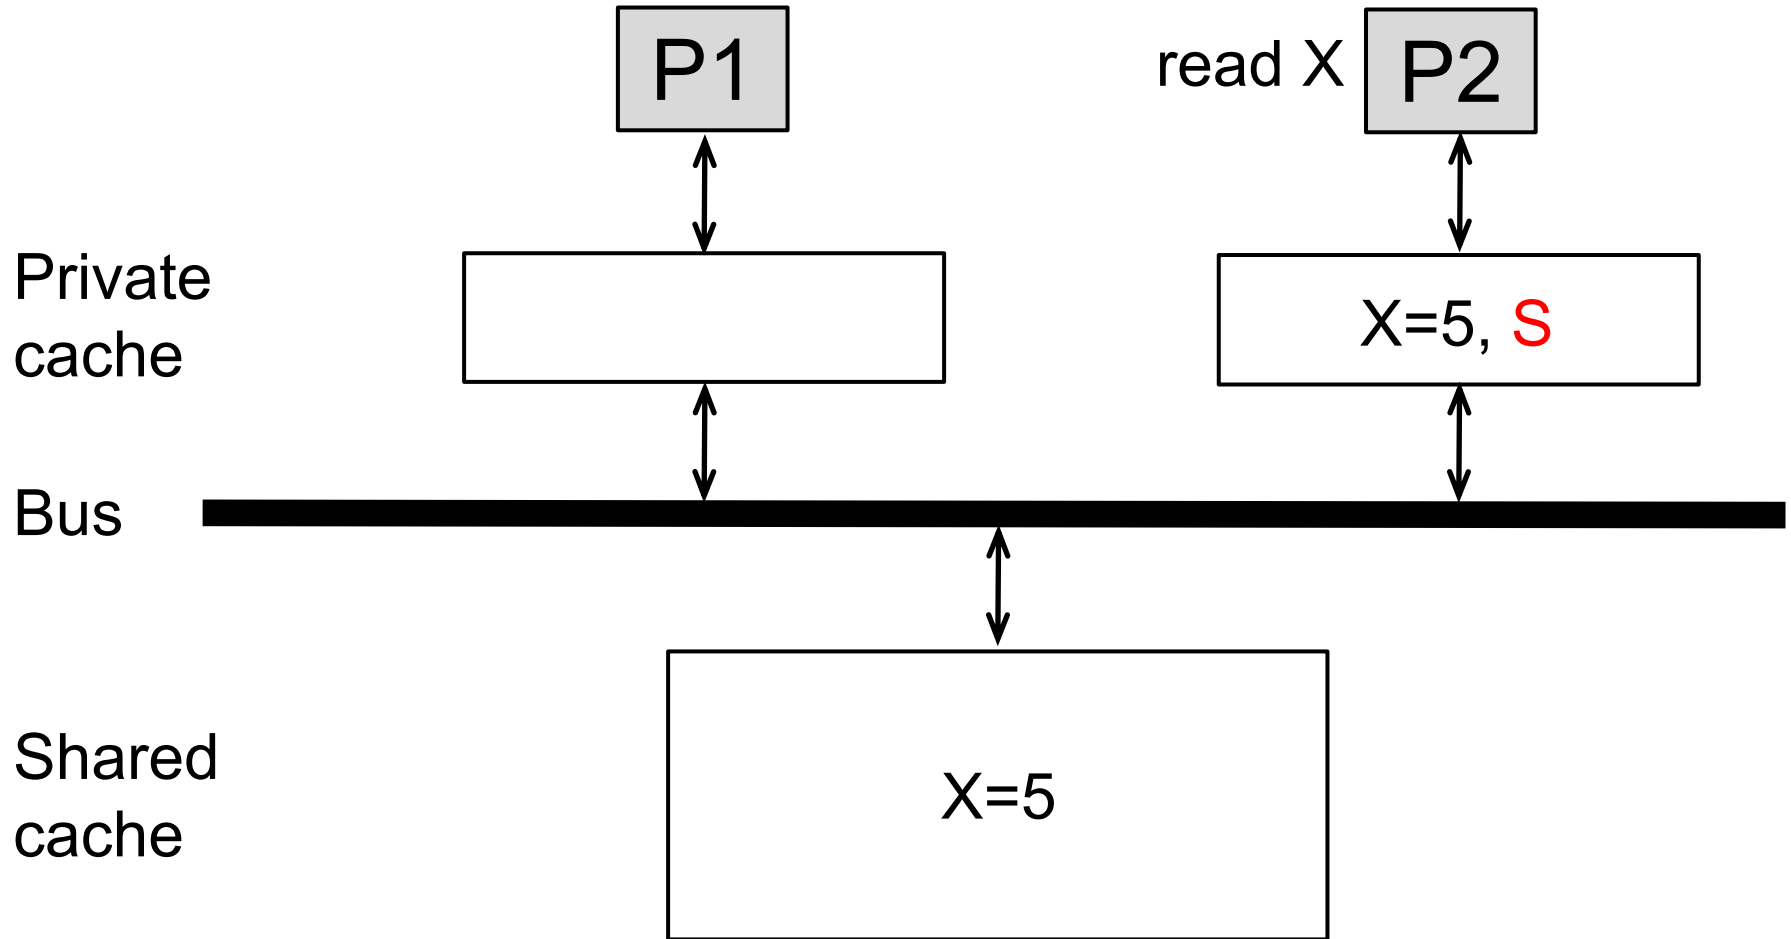 P1
read X P2
Private
cache
X=5, S
Bus
Shared
cache
X=5